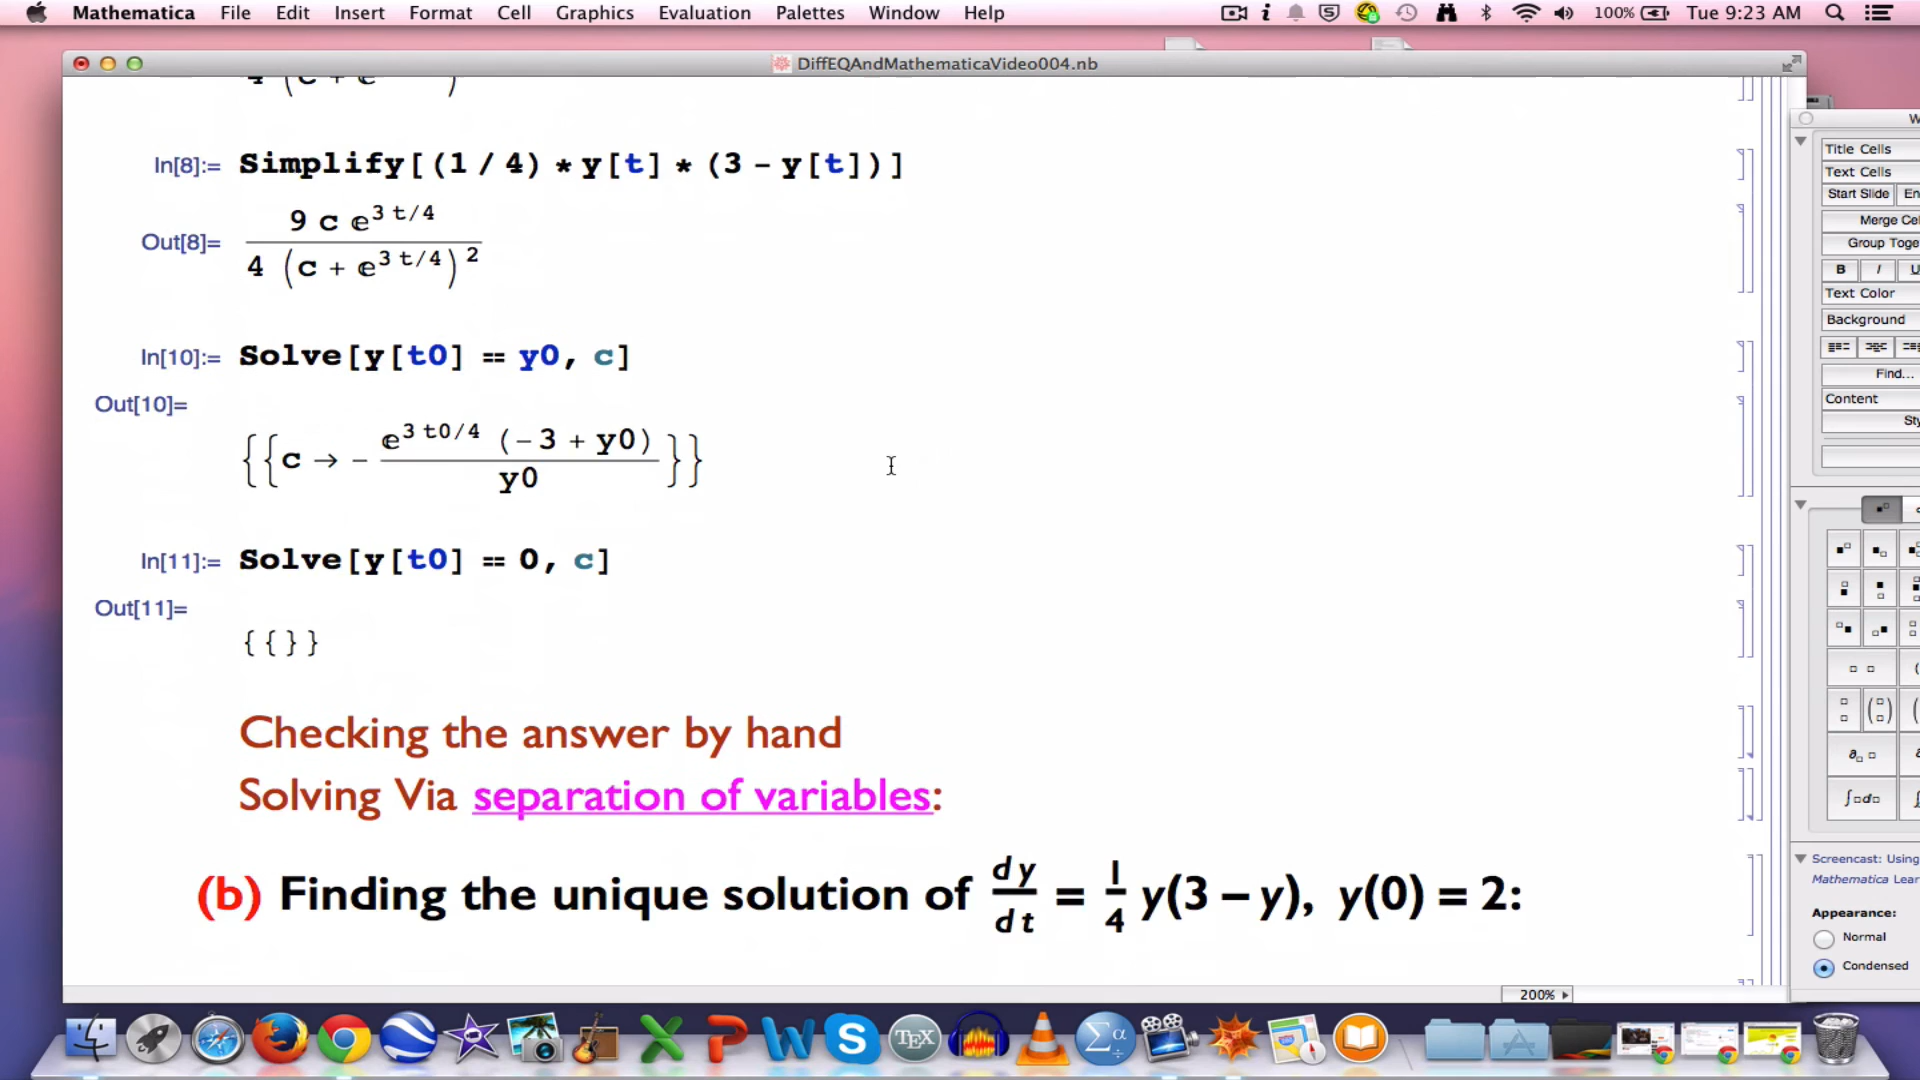 Mathematica File Edit Insert Format Cell Graphics Evaluation Palettes Window Help 100% Tue 9:23 AM
DiffEQAndMathematicaVideo004.nb
In[8]:= Simplify[(1 / 4) * y[t] * (3 - y[t])]
Out[8]= 9 c ⅇ^(3 t/4) / (4 (c + ⅇ^(3 t/4))^2)
In[10]:= Solve[y[t0] == y0, c]
Out[10]=
{{c → - ⅇ^(3 t0/4) (-3 + y0) / y0}}
In[11]:= Solve[y[t0] == 0, c]
Out[11]=
{{}}
Checking the answer by hand
Solving Via separation of variables:
(b) Finding the unique solution of dy/dt = 1/4 y(3 – y), y(0) = 2:
200%
Title Cells
Text Cells
Start Slide
Merge Cel
Group Toge
B I U
Text Color
Background
Find...
Content
Sty
Screencast: Using
Mathematica Lear
Appearance:
Normal
Condensed